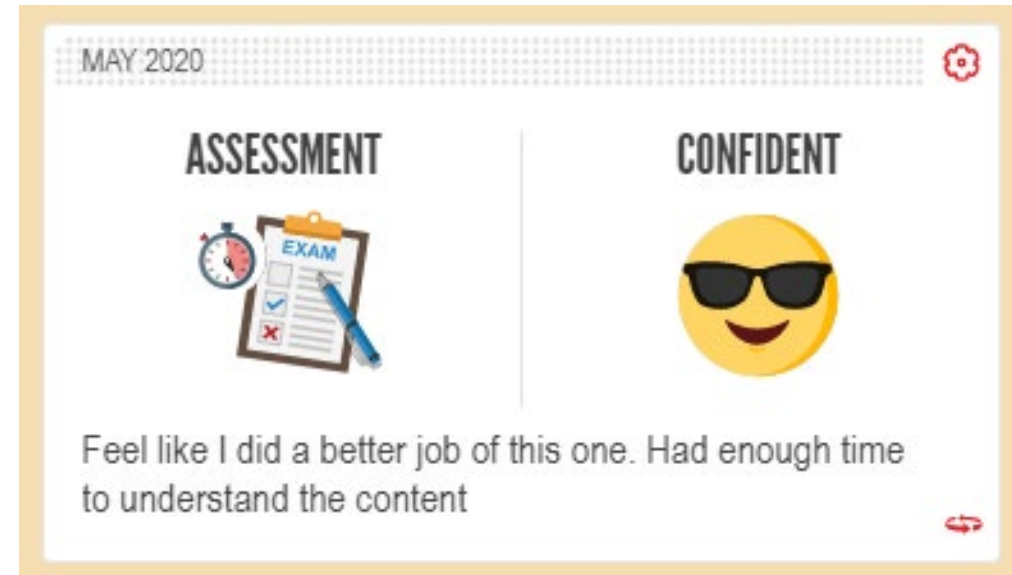 MAY 2020
ASSESSMENT
CONFIDENT
EXAM
Feel like I did a better job of this one. Had enough time
to understand the content